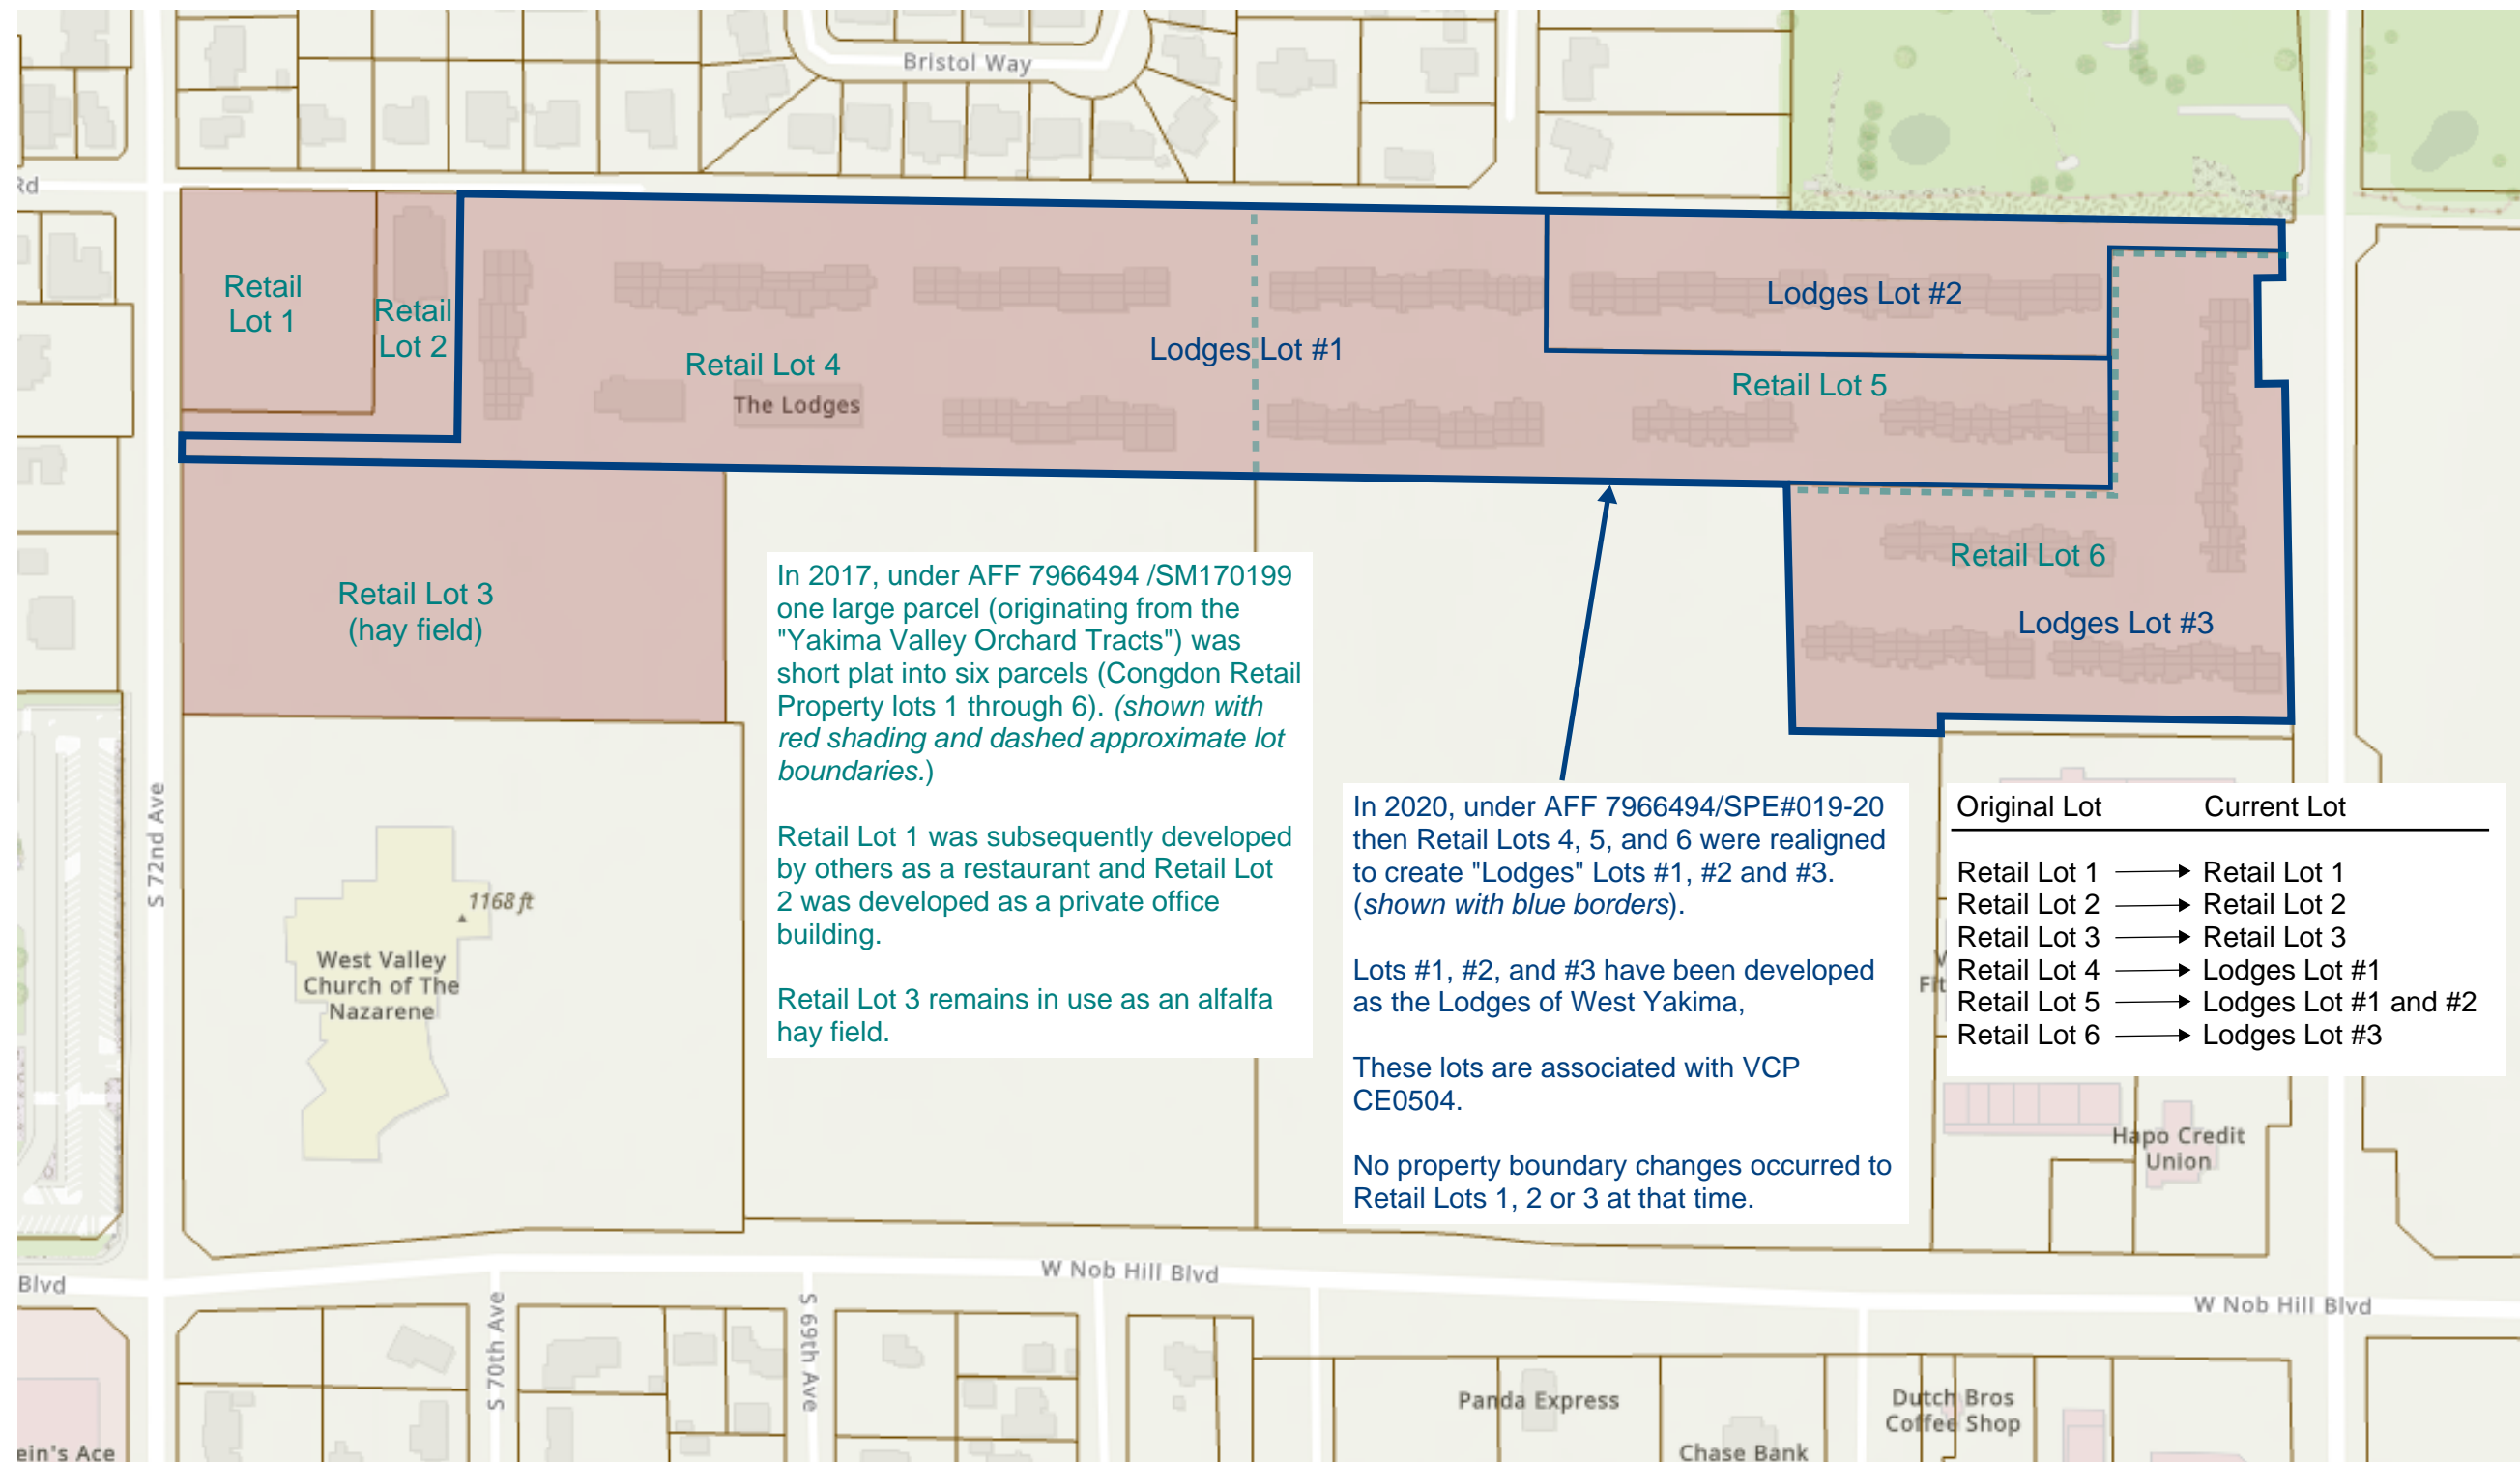 Bristol Way
Rd
Retail
Lot 1
Retail
Lot 2
Retail Lot 4
The Lodges
Lodges Lot #1
Lodges Lot #2
Retail Lot 5
Retail Lot 6
Lodges Lot #3
Retail Lot 3
(hay field)
In 2017, under AFF 7966494 /SM170199
one large parcel (originating from the
"Yakima Valley Orchard Tracts") was
short plat into six parcels (Congdon Retail
Property lots 1 through 6). (shown with
red shading and dashed approximate lot
boundaries.)
Retail Lot 1 was subsequently developed
by others as a restaurant and Retail Lot
2 was developed as a private office
building.
Retail Lot 3 remains in use as an alfalfa
hay field.
In 2020, under AFF 7966494/SPE#019-20
then Retail Lots 4, 5, and 6 were realigned
to create "Lodges" Lots #1, #2 and #3.
(shown with blue borders).
Lots #1, #2, and #3 have been developed
as the Lodges of West Yakima,
These lots are associated with VCP
CE0504.
No property boundary changes occurred to
Retail Lots 1, 2 or 3 at that time.
Original Lot Current Lot
Retail Lot 1 Retail Lot 1
Retail Lot 2 Retail Lot 2
Retail Lot 3 Retail Lot 3
Retail Lot 4 Lodges Lot #1
Retail Lot 5 Lodges Lot #1 and #2
Retail Lot 6 Lodges Lot #3
S 72nd Ave
1168 ft
West Valley
Church of The
Nazarene
V
Fit
Hapo Credit
Union
Blvd
W Nob Hill Blvd
W Nob Hill Blvd
S 70th Ave
S 69th Ave
Panda Express
Dutch Bros
Coffee Shop
Chase Bank
ein's Ace